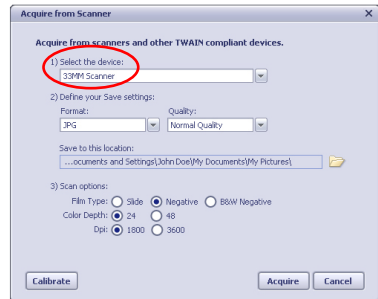 Acquire from Scanner X
Acquire from scanners and other TWAIN compliant devices.
1) Select the device:
33MM Scanner
2) Define your Save settings:
Format: Quality:
JPG Normal Quality
Save to this location:
...ocuments and Settings\John Doe\My Documents\My Pictures\
3) Scan options:
Film Type: Slide Negative B&W Negative
Color Depth: 24 48
Dpi: 1800 3600
Calibrate Acquire Cancel